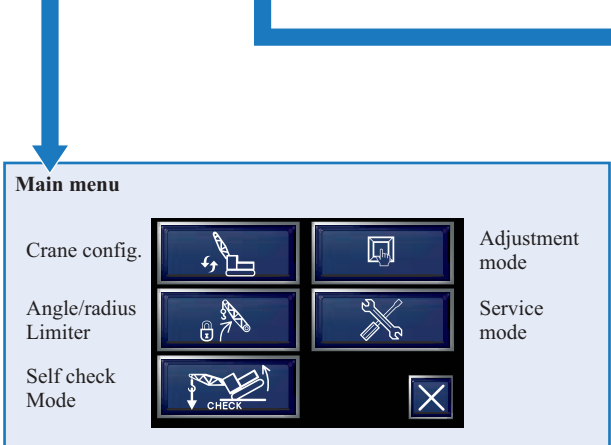 Main menu
Crane config.
Adjustment
mode
Angle/radius
Limiter
Service
mode
Self check
Mode
CHECK